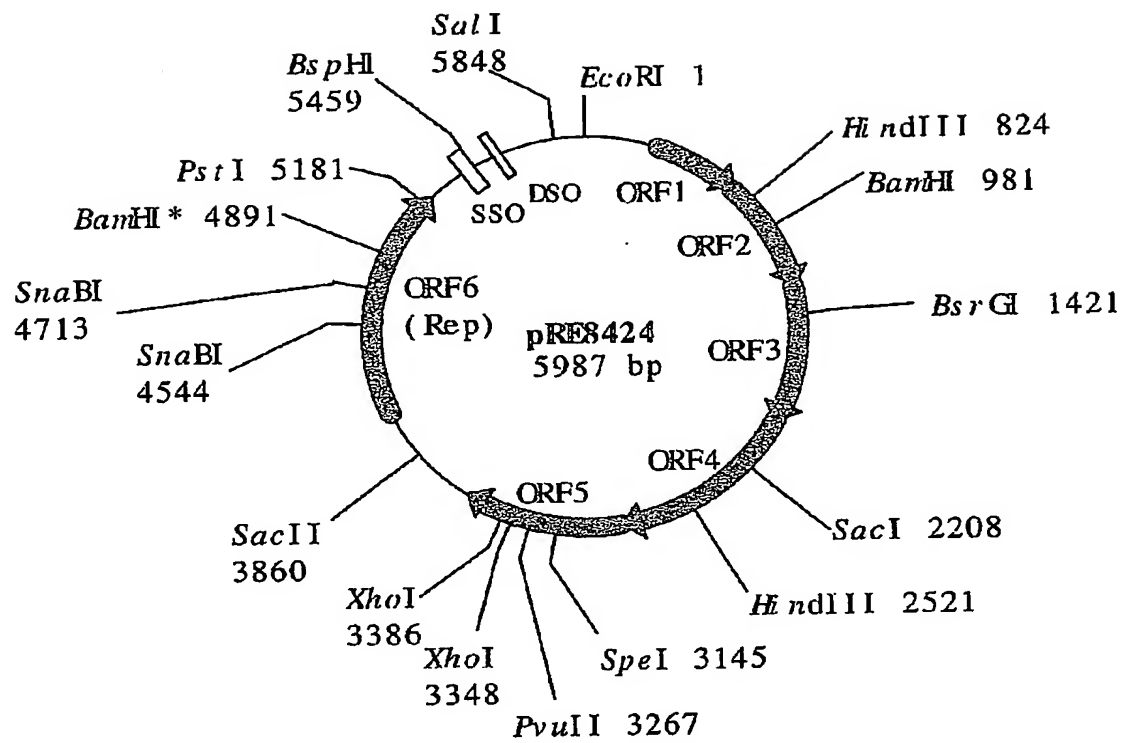 SalI
5848
EcoRI 1
BspHI
5459
HindIII 824
PstI 5181
BamHI 981
SSO
DSO
ORF1
BamHI* 4891
ORF2
SnaBI
4713
ORF6
(Rep)
BsrGI 1421
pRE8424
5987 bp
ORF3
SnaBI
4544
ORF4
ORF5
SacII
3860
SacI 2208
XhoI
3386
HindIII 2521
XhoI
3348
SpeI 3145
PvuII 3267